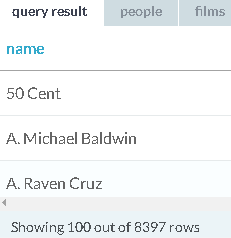 query result people films
name
50 Cent
A. Michael Baldwin
A. Raven Cruz
Showing 100 out of 8397 rows